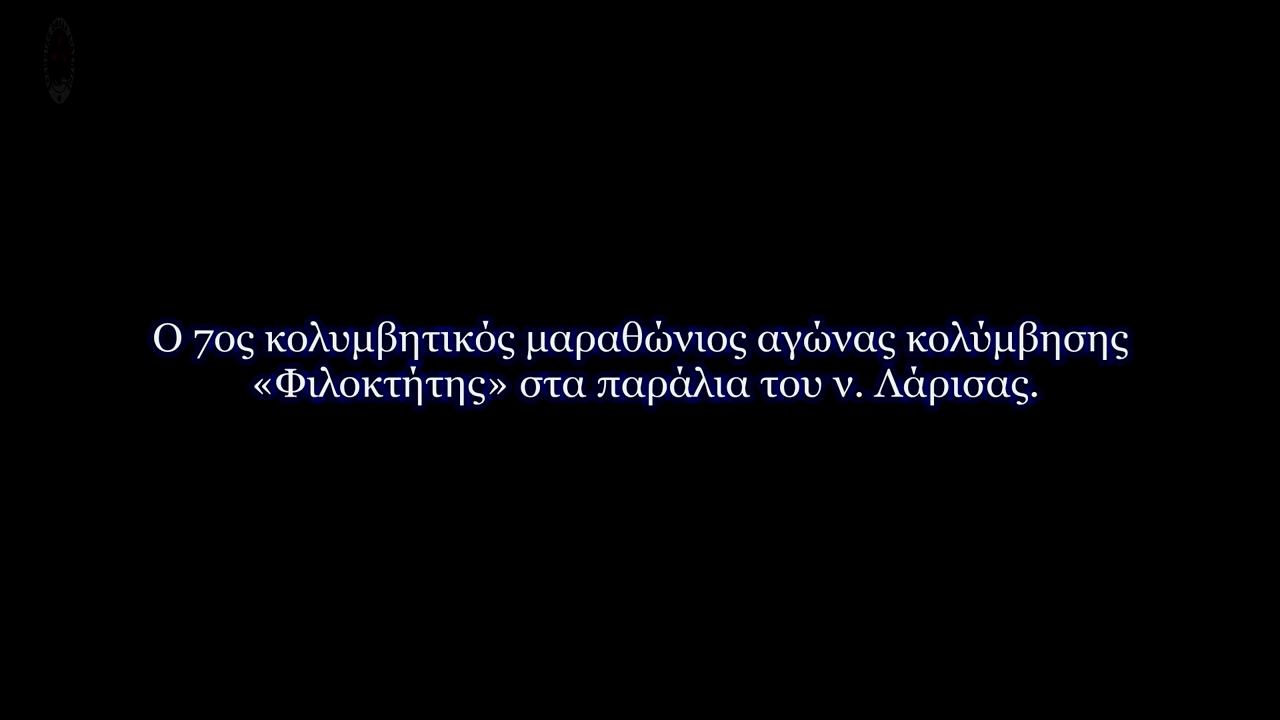 Ο 7ος κολυμβητικός μαραθώνιος αγώνας κολύμβησης
«Φιλοκτήτης» στα παράλια του ν. Λάρισας.